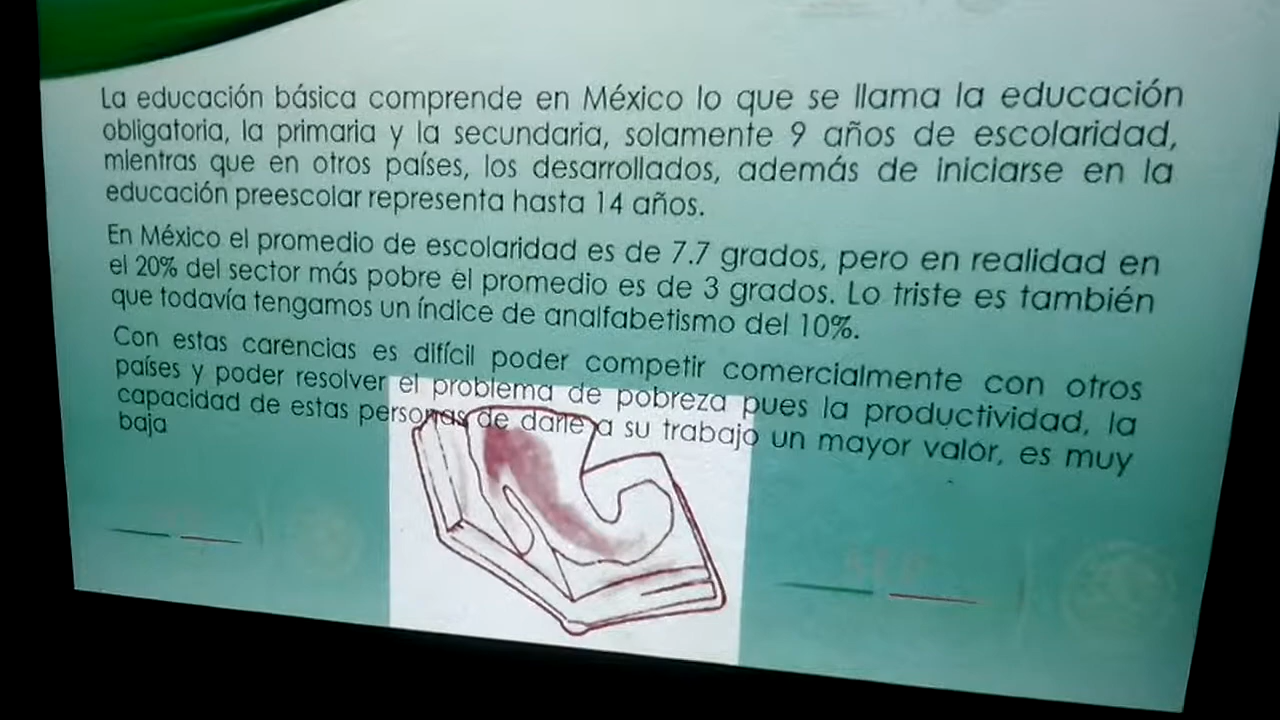 La educación básica comprende en México lo que se llama la educación
obligatoria, la primaria y la secundaria, solamente 9 años de escolaridad,
mientras que en otros países, los desarrollados, además de iniciarse en la
educación preescolar representa hasta 14 años.
En México el promedio de escolaridad es de 7.7 grados, pero en realidad en
el 20% del sector más pobre el promedio es de 3 grados. Lo triste es también
que todavía tengamos un índice de analfabetismo del 10%.
Con estas carencias es difícil poder competir comercialmente con otros
países y poder resolver el problema de pobreza pues la productividad, la
capacidad de estas personas de darle a su trabajo un mayor valor, es muy
baja
SEP